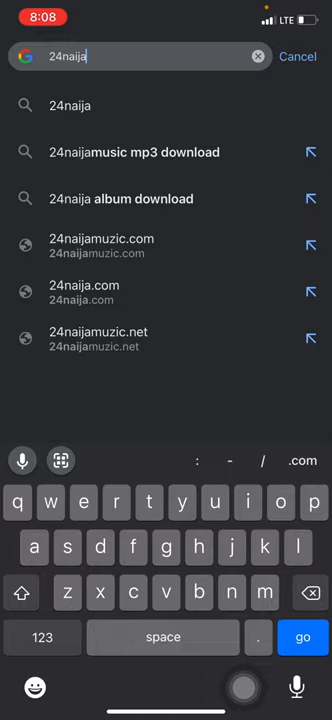 8:08
LTE
24naija
Cancel
24naija
24naijamusic mp3 download
24naija album download
24naijamuzic.com
24naijamuzic.com
24naija.com
24naija.com
24naijamuzic.net
24naijamuzic.net
: - / .com
q w e r t y u i o p
a s d f g h j k l
z x c v b n m
123 space . go